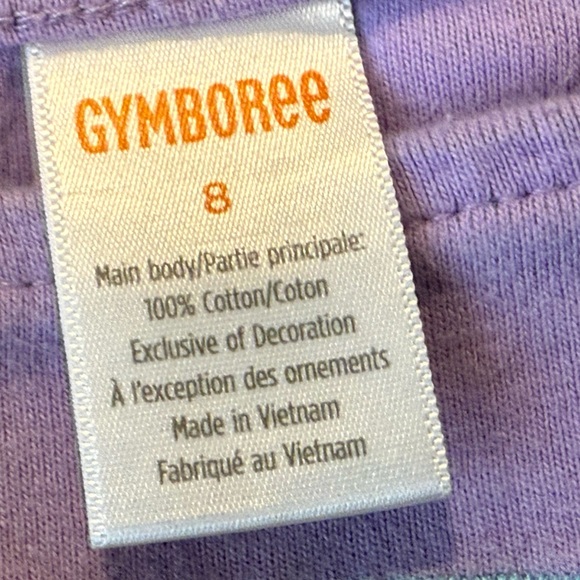 GYMBORee
8
Main body/Partie principale:
100% Cotton/Coton
Exclusive of Decoration
À l'exception des ornements
Made in Vietnam
Fabriqué au Vietnam